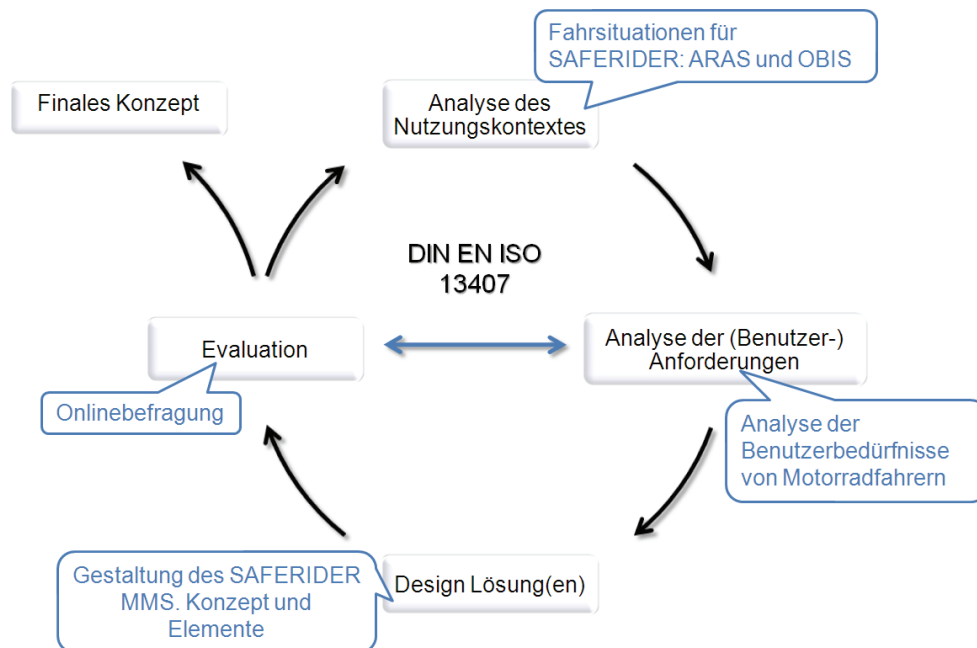 Fahrsituationen für
SAFERIDER: ARAS und OBIS
Finales Konzept
Analyse des
Nutzungskontextes
DIN EN ISO
13407
Evaluation
Analyse der (Benutzer-)
Anforderungen
Onlinebefragung
Analyse der
Benutzerbedürfnisse
von Motorradfahrern
Gestaltung des SAFERIDER
MMS. Konzept und
Elemente
Design Lösung(en)